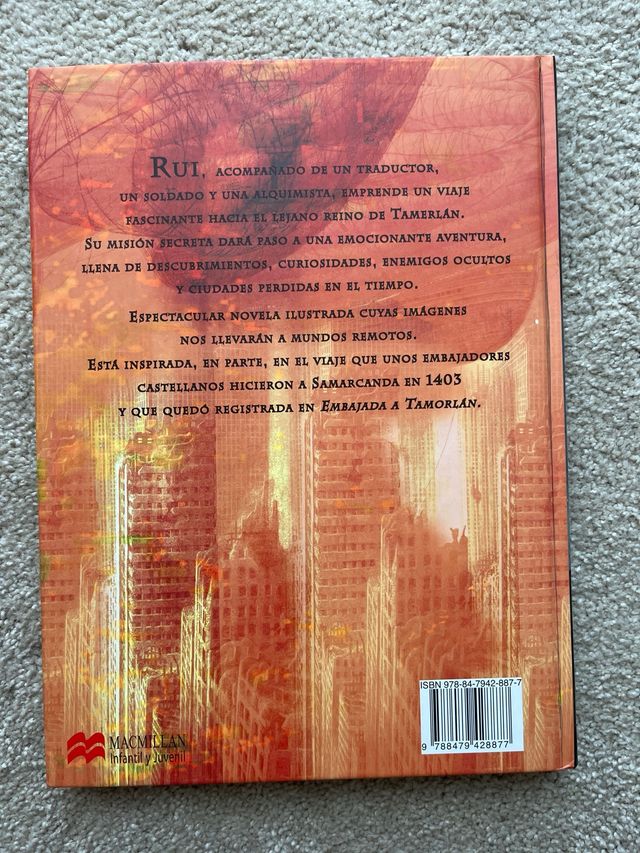 RUI, ACOMPAÑADO DE UN TRADUCTOR,
UN SOLDADO Y UNA ALQUIMISTA, EMPRENDE UN VIAJE
FASCINANTE HACIA EL LEJANO REINO DE TAMERLÁN.
SU MISIÓN SECRETA DARÁ PASO A UNA EMOCIONANTE AVENTURA,
LLENA DE DESCUBRIMIENTOS, CURIOSIDADES, ENEMIGOS OCULTOS
Y CIUDADES PERDIDAS EN EL TIEMPO.
ESPECTACULAR NOVELA ILUSTRADA CUYAS IMÁGENES
NOS LLEVARÁN A MUNDOS REMOTOS.
ESTÁ INSPIRADA, EN PARTE, EN EL VIAJE QUE UNOS EMBAJADORES
CASTELLANOS HICIERON A SAMARCANDA EN 1403
Y QUE QUEDÓ REGISTRADA EN EMBAJADA A TAMORLÁN.
ISBN 978-84-7942-887-7
9 788479 428877
MACMILLAN
Infantil y Juvenil